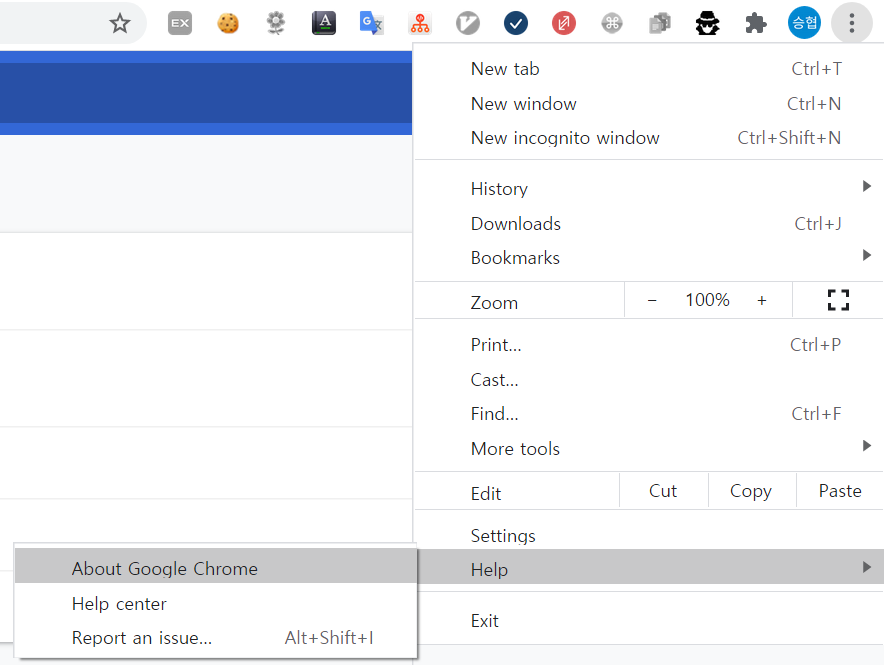 EX
A
G
승협
New tab Ctrl+T
New window Ctrl+N
New incognito window Ctrl+Shift+N
History
Downloads Ctrl+J
Bookmarks
Zoom − 100% +
Print... Ctrl+P
Cast...
Find... Ctrl+F
More tools
Edit Cut Copy Paste
Settings
Help
Exit
About Google Chrome
Help center
Report an issue... Alt+Shift+I